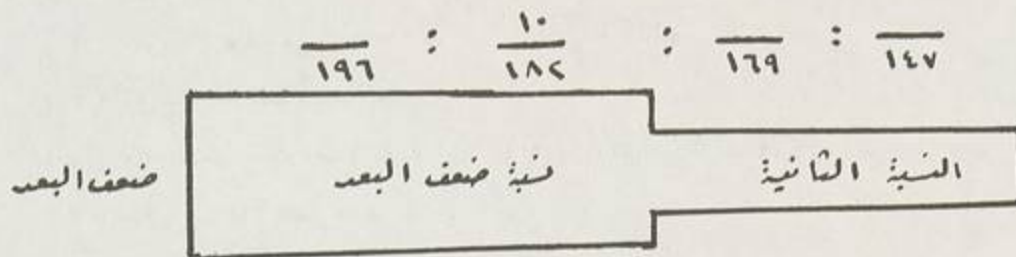 ١٠
١٤٧ : ١٦٩ : ١٨٢ : ١٩٦
النسبة الثانية نسبة ضعف البعد ضعف البعد